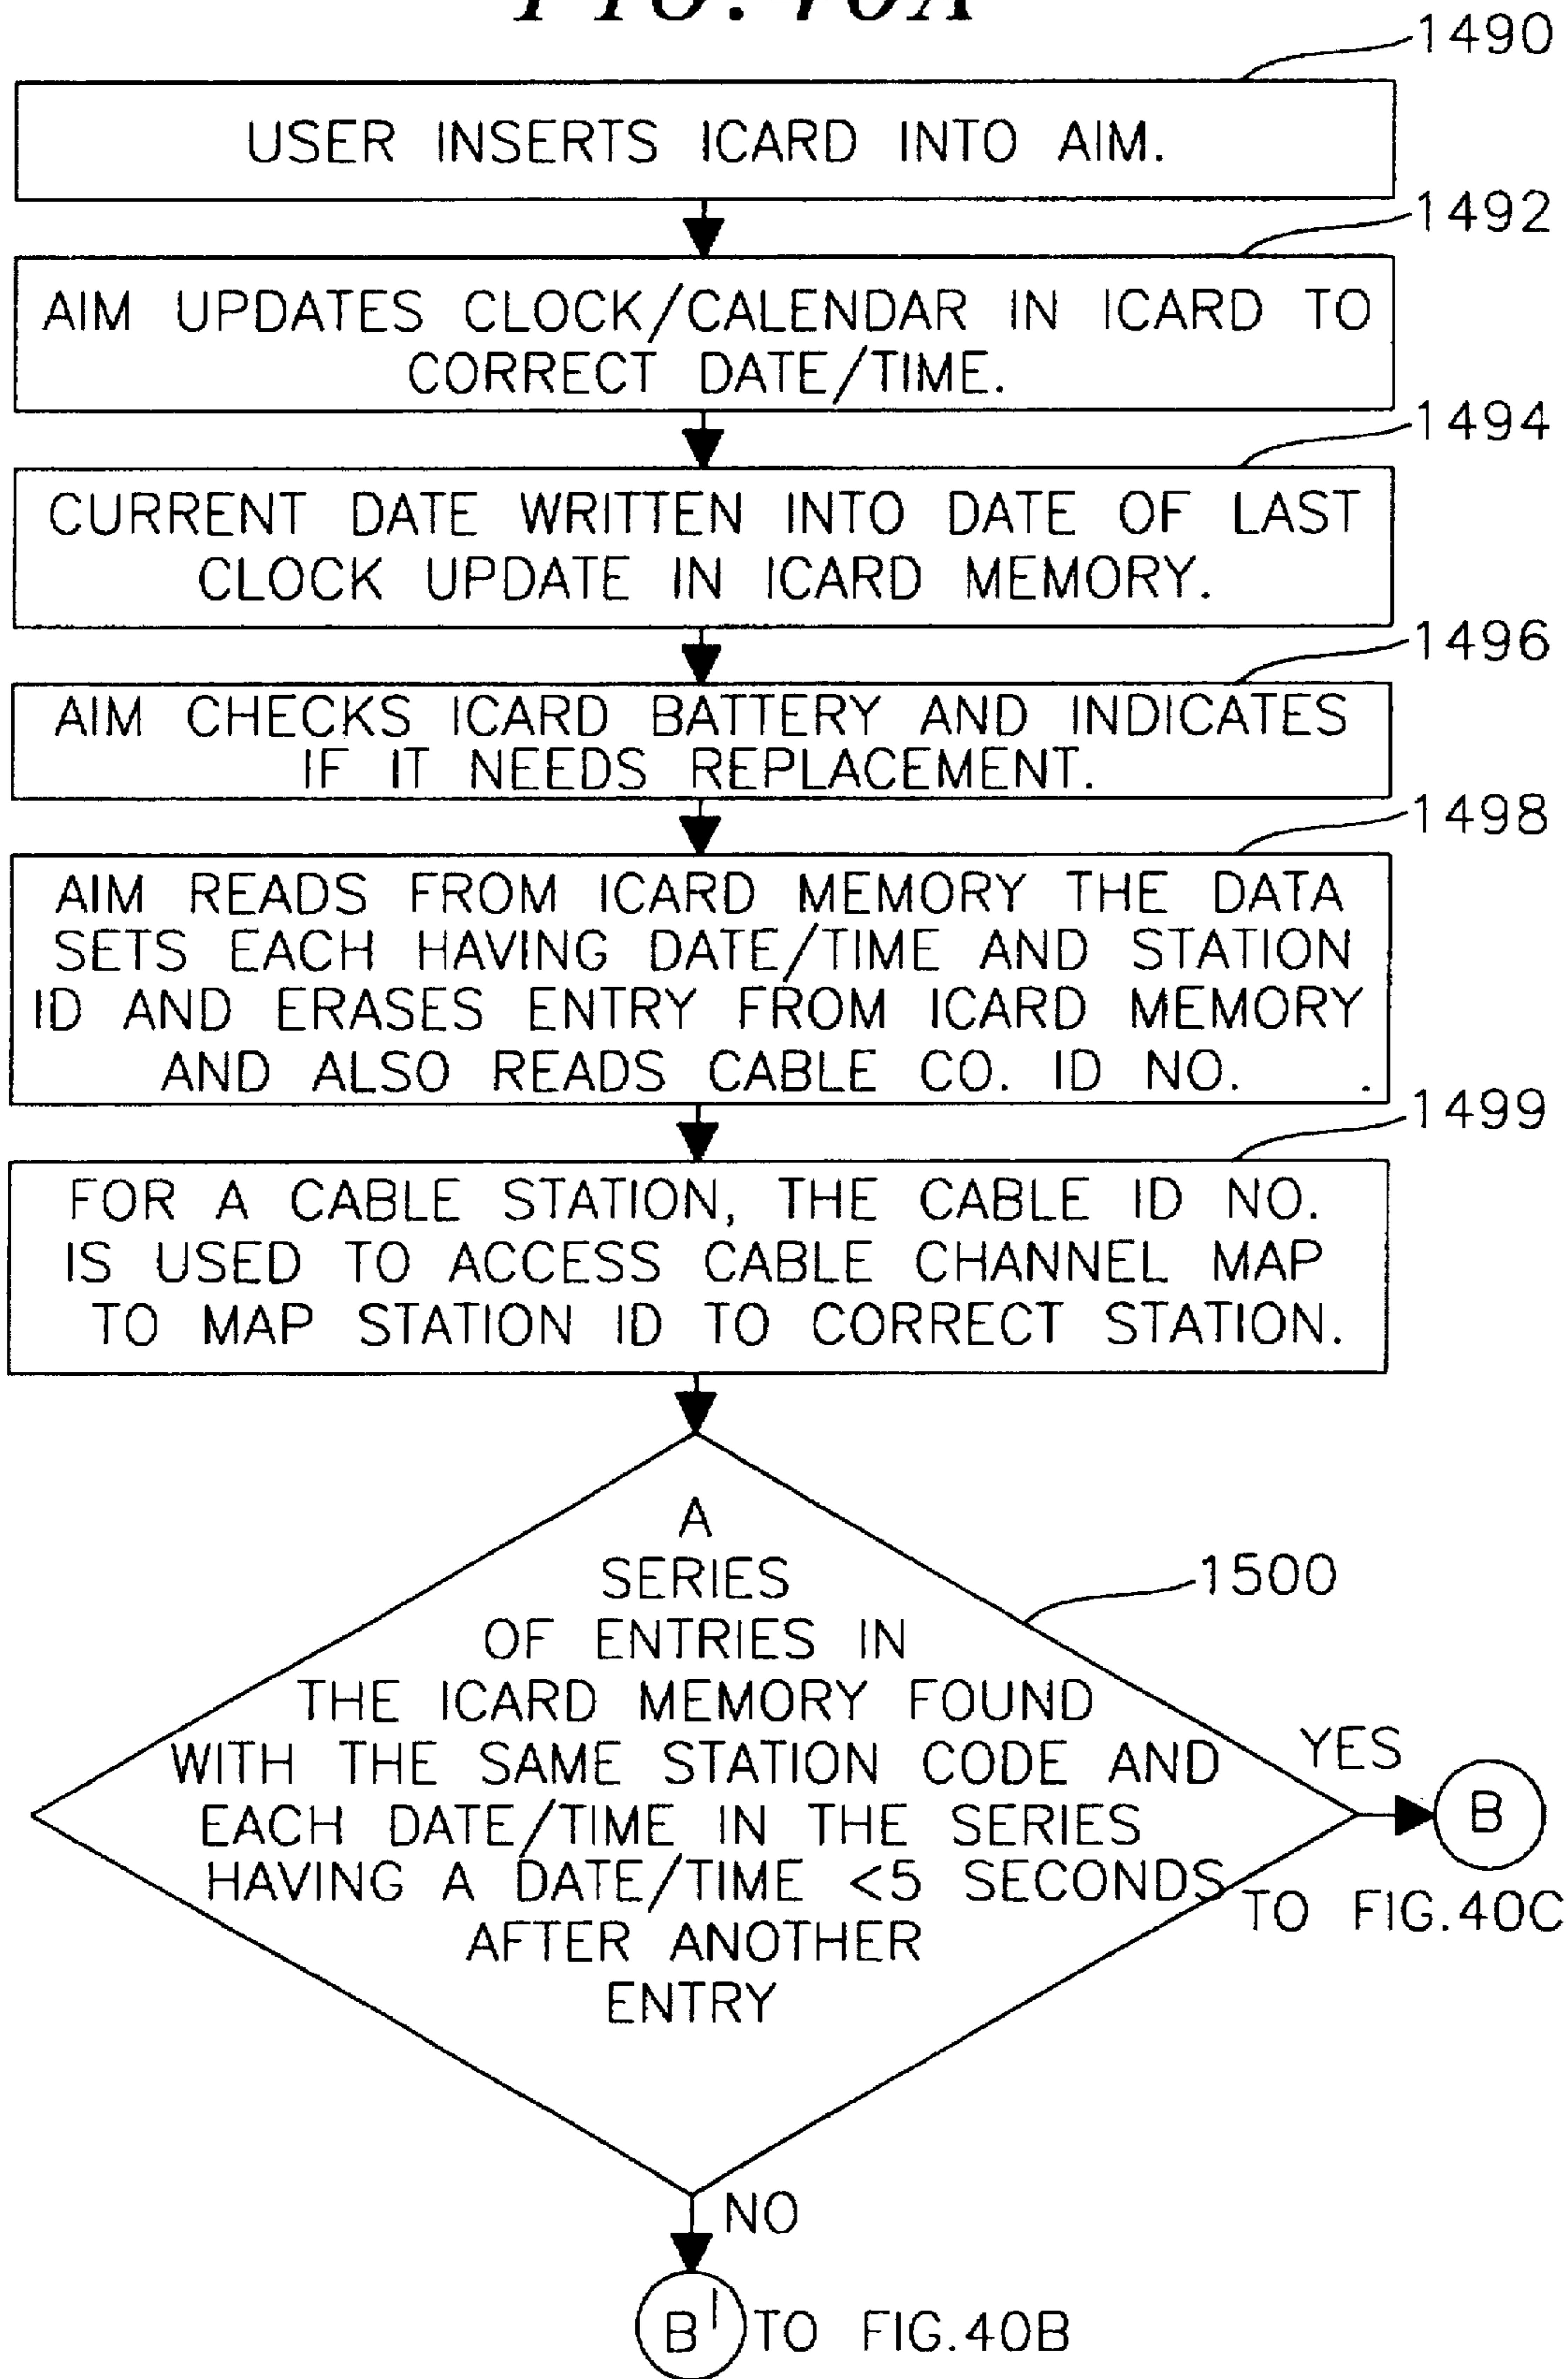 FIG. 40A
1490
USER INSERTS ICARD INTO AIM.
1492
AIM UPDATES CLOCK/CALENDAR IN ICARD TO
CORRECT DATE/TIME.
1494
CURRENT DATE WRITTEN INTO DATE OF LAST
CLOCK UPDATE IN ICARD MEMORY.
1496
AIM CHECKS ICARD BATTERY AND INDICATES
IF IT NEEDS REPLACEMENT.
1498
AIM READS FROM ICARD MEMORY THE DATA
SETS EACH HAVING DATE/TIME AND STATION
ID AND ERASES ENTRY FROM ICARD MEMORY
AND ALSO READS CABLE CO. ID NO.
1499
FOR A CABLE STATION, THE CABLE ID NO.
IS USED TO ACCESS CABLE CHANNEL MAP
TO MAP STATION ID TO CORRECT STATION.
1500
A
SERIES
OF ENTRIES IN
THE ICARD MEMORY FOUND
WITH THE SAME STATION CODE AND
EACH DATE/TIME IN THE SERIES
HAVING A DATE/TIME <5 SECONDS
AFTER ANOTHER
ENTRY
YES
B
TO FIG.40C
NO
B' TO FIG.40B